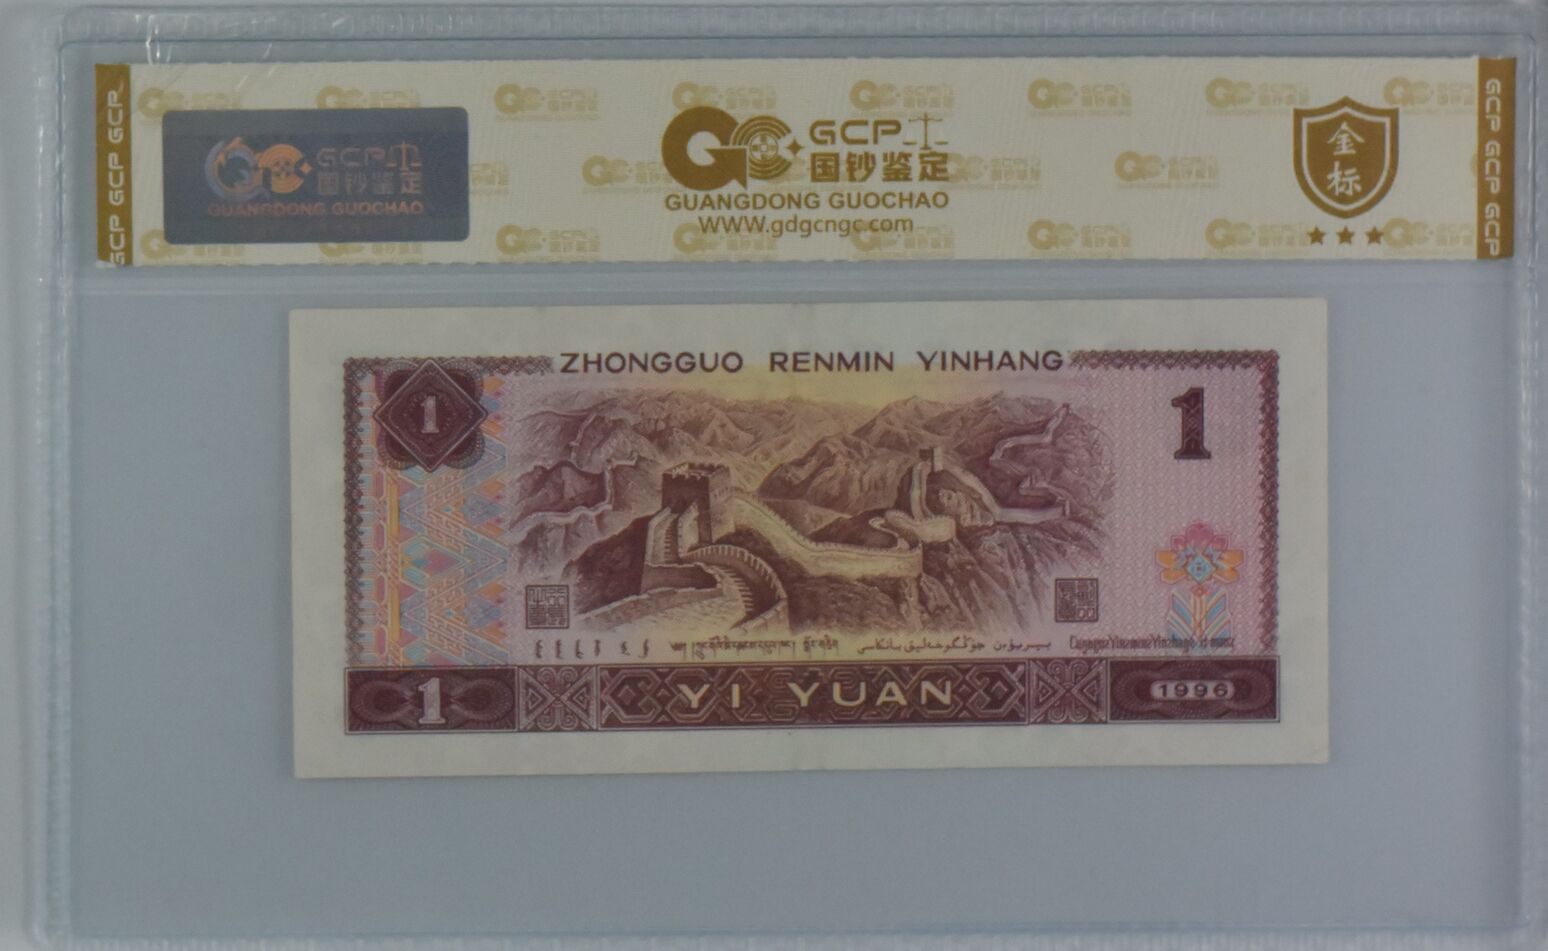 GCP
国钞鉴定
GUANGDONG GUOCHAO
GCP
国钞鉴定
GUANGDONG GUOCHAO
WWW.gdgcngc.com
金
标
GCP GCP GCP
GCP GCP GCP
ZHONGGUO RENMIN YINHANG
1
1
1
YI YUAN
1996